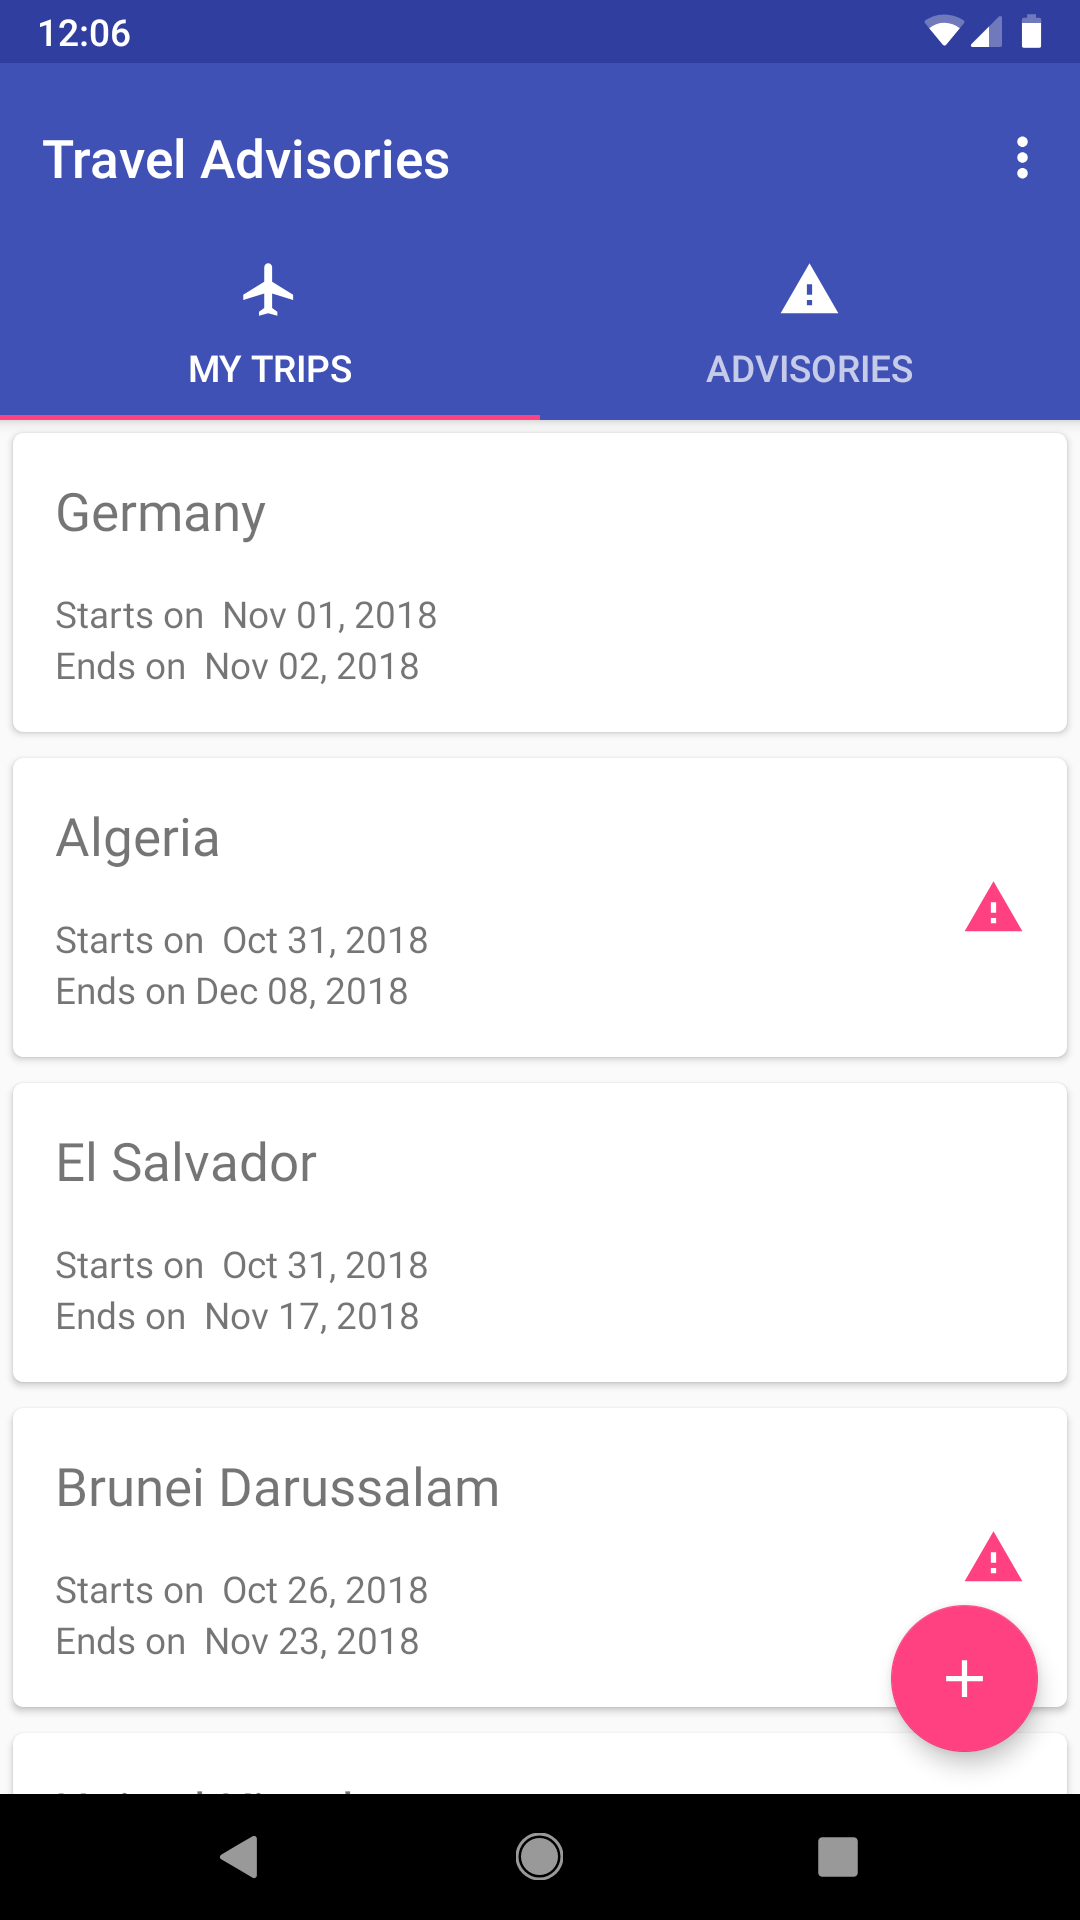 12:06
Travel Advisories
MY TRIPS
ADVISORIES
Germany
Starts on  Nov 01, 2018
Ends on  Nov 02, 2018
Algeria
Starts on  Oct 31, 2018
Ends on Dec 08, 2018
El Salvador
Starts on  Oct 31, 2018
Ends on  Nov 17, 2018
Brunei Darussalam
Starts on  Oct 26, 2018
Ends on  Nov 23, 2018